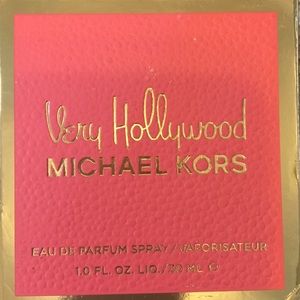 Very Hollywood
MICHAEL KORS
EAU DE PARFUM SPRAY / VAPORISATEUR
1.0 FL. OZ. LIQ./30 ML ℮